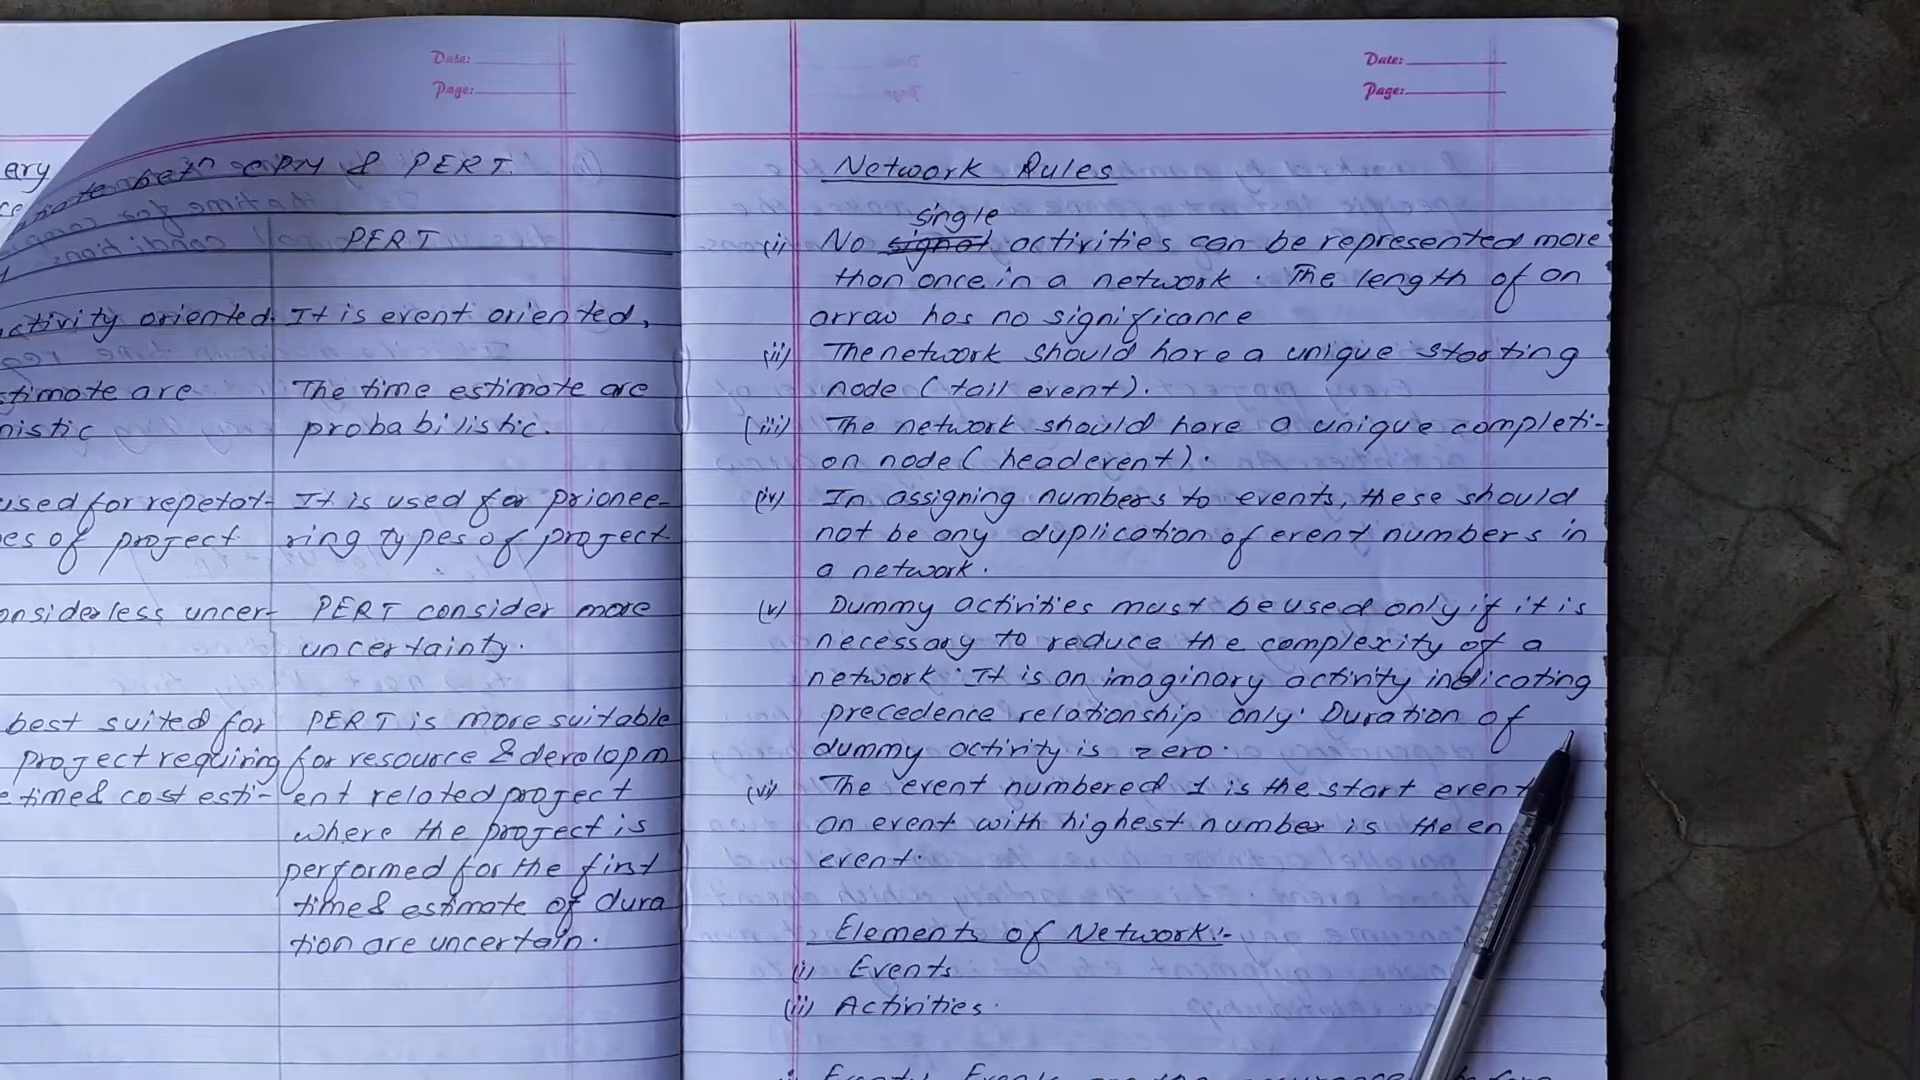 Date:
Page:
ery
ce
ate betn CPM & PERT.
PERT
activity oriented. It is event oriented,
stimate are The time estimate are
nistic probabilistic.
used for repetat- It is used for prionee-
es of project ring types of project
onsider less uncer- PERT consider more
uncertainty.
best suited for PERT is more suitable
project requiring for resource & developm
e time & cost esti- ent related project
where the project is
performed for the first
time & estimate of dura
tion are uncertain.
Date:
Page:
Network Rules
single
(i) No signal activities can be represented more
than once in a network. The length of an
arrow has no significance
(ii) The network should have a unique starting
node (tail event).
(iii) The network should have a unique completi-
on node (head event).
(iv) In assigning numbers to events, these should
not be any duplication of event numbers in
a network.
(v) Dummy activities must be used only if it is
necessary to reduce the complexity of a
network. It is an imaginary activity indicating
precedence relationship only. Duration of
dummy activity is zero.
(vi) The event numbered 1 is the start event
an event with highest number is the en
event.
Elements of Network:-
(i) Events
(ii) Activities.